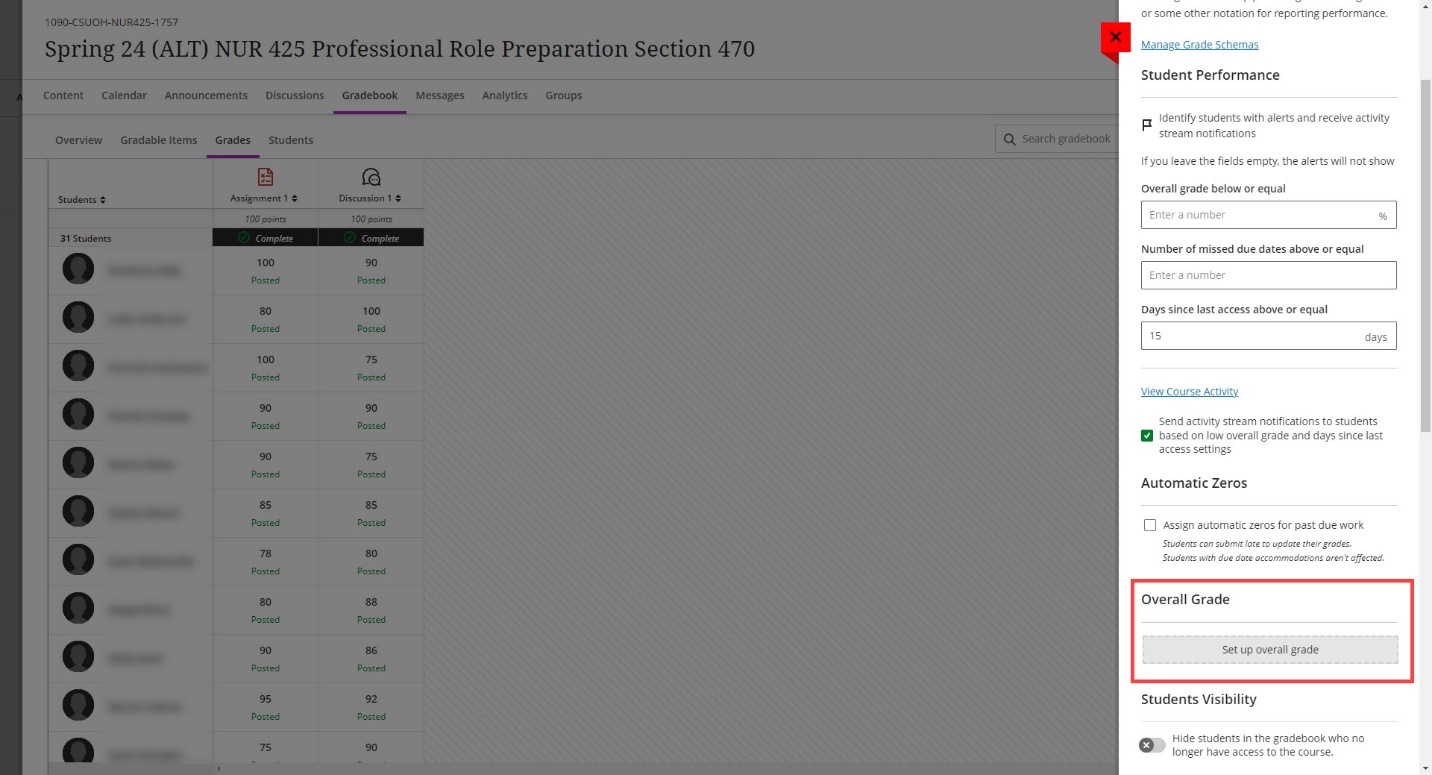 1090-CSUOH-NUR425-1757
Spring 24 (ALT) NUR 425 Professional Role Preparation Section 470
Content Calendar Announcements Discussions Gradebook Messages Analytics Groups
Overview Gradable Items Grades Students
Search gradebook
Students
Assignment 1
Discussion 1
100 points
100 points
31 Students
Complete
Complete
100 90
Posted Posted
80 100
Posted Posted
100 75
Posted Posted
90 90
Posted Posted
90 75
Posted Posted
85 85
Posted Posted
78 80
Posted Posted
80 88
Posted Posted
90 86
Posted Posted
95 92
Posted Posted
75 90
or some other notation for reporting performance.
Manage Grade Schemas
Student Performance
Identify students with alerts and receive activity
stream notifications
If you leave the fields empty, the alerts will not show
Overall grade below or equal
Enter a number %
Number of missed due dates above or equal
Enter a number
Days since last access above or equal
15 days
View Course Activity
Send activity stream notifications to students
based on low overall grade and days since last
access settings
Automatic Zeros
Assign automatic zeros for past due work
Students can submit late to update their grades.
Students with due date accommodations aren't affected.
Overall Grade
Set up overall grade
Students Visibility
Hide students in the gradebook who no
longer have access to the course.